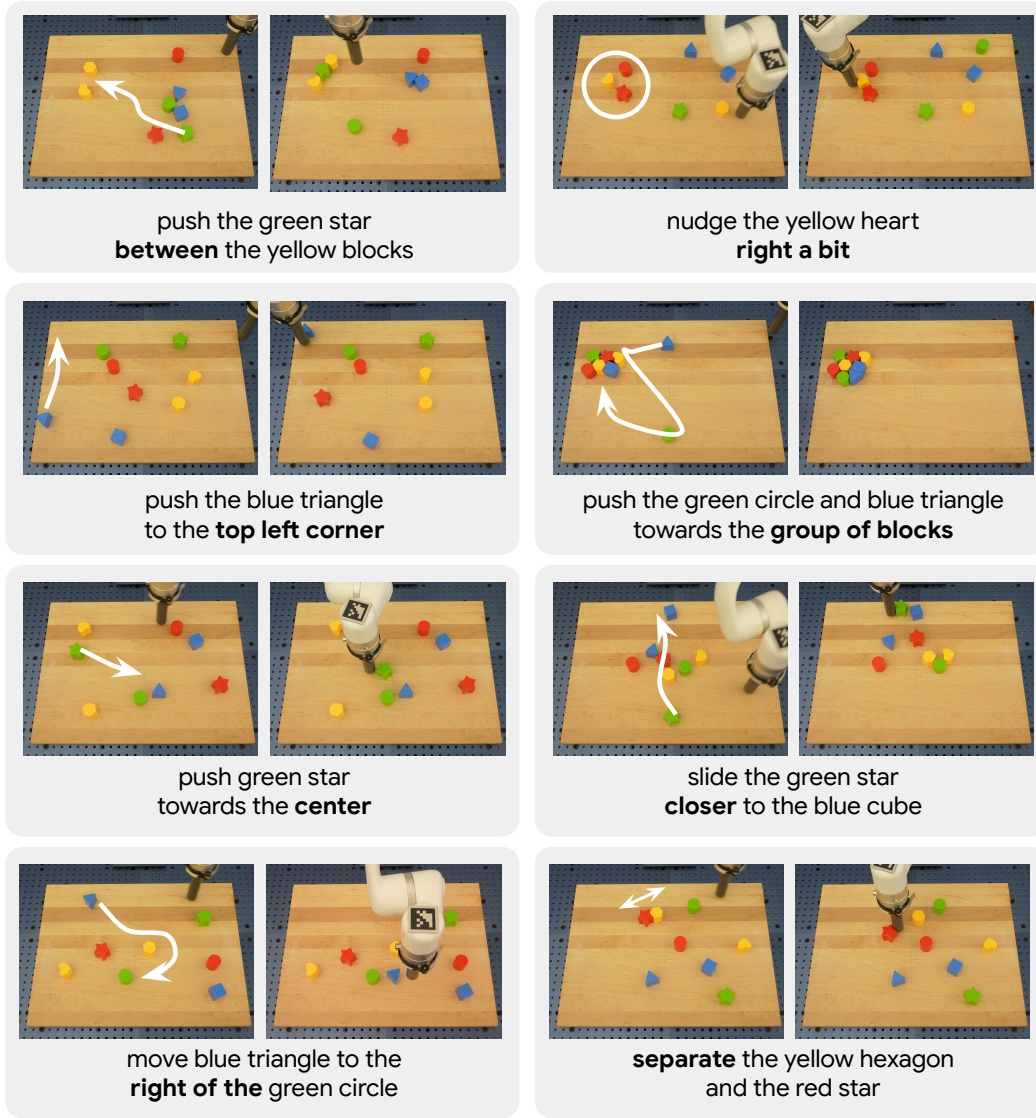 push the green star
between the yellow blocks
nudge the yellow heart
right a bit
push the blue triangle
to the top left corner
push the green circle and blue triangle
towards the group of blocks
push green star
towards the center
slide the green star
closer to the blue cube
move blue triangle to the
right of the green circle
separate the yellow hexagon
and the red star